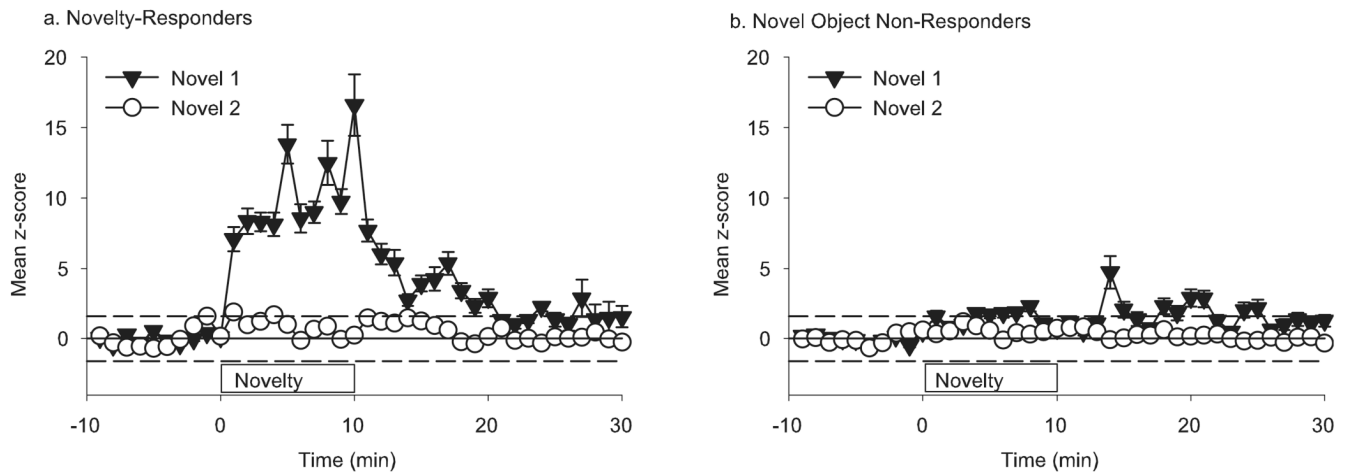 a. Novelty-Responders
20
15
10
5
0
Mean z-score
Novel 1
Novel 2
Novelty
-10 0 10 20 30
Time (min)
b. Novel Object Non-Responders
20
15
10
5
0
Mean z-score
Novel 1
Novel 2
Novelty
-10 0 10 20 30
Time (min)